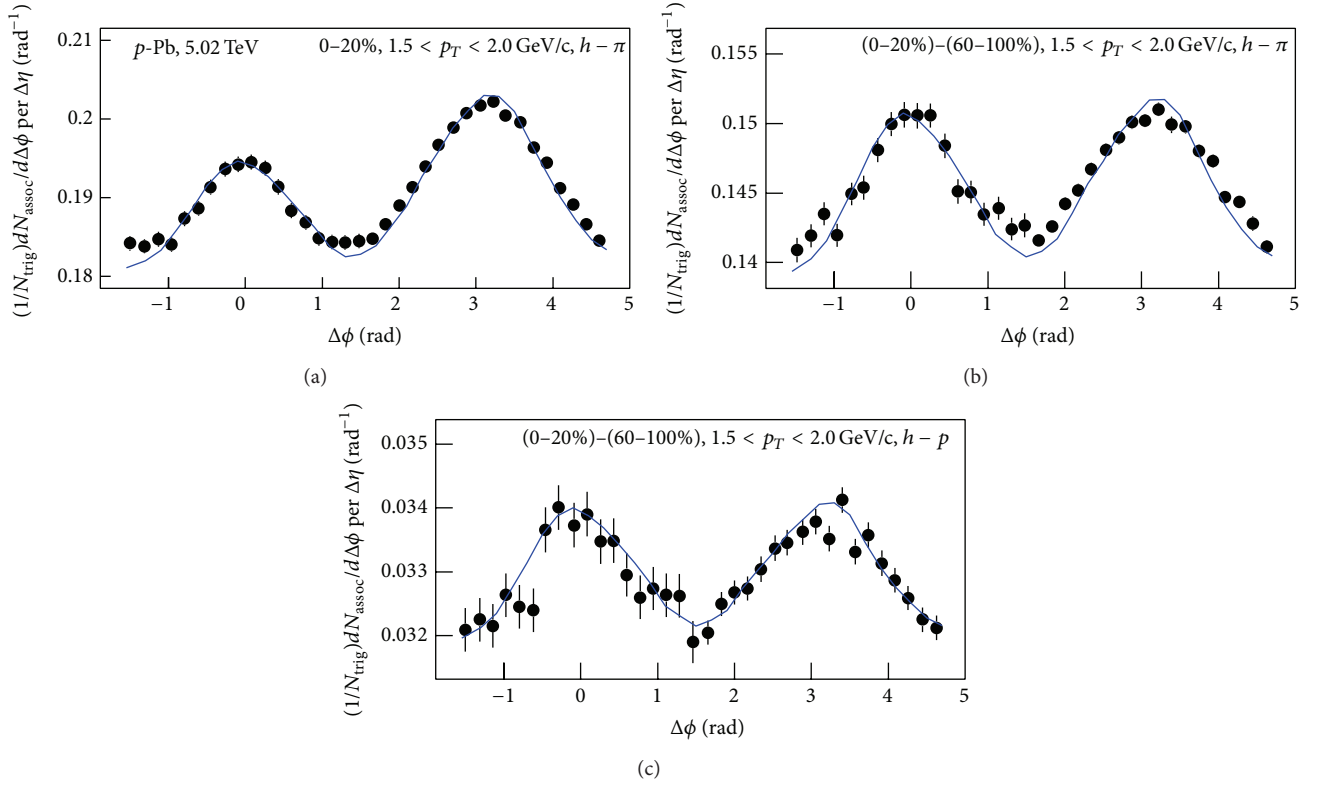 (1/N_trig)dN_assoc/dΔϕ per Δη (rad⁻¹)
0.21
0.2
0.19
0.18
p-Pb, 5.02 TeV
0–20%, 1.5 < p_T < 2.0 GeV/c, h − π
−1 0 1 2 3 4 5
Δϕ (rad)
(a)
(1/N_trig)dN_assoc/dΔϕ per Δη (rad⁻¹)
0.155
0.15
0.145
0.14
(0–20%)–(60–100%), 1.5 < p_T < 2.0 GeV/c, h − π
−1 0 1 2 3 4 5
Δϕ (rad)
(b)
(1/N_trig)dN_assoc/dΔϕ per Δη (rad⁻¹)
0.035
0.034
0.033
0.032
(0–20%)–(60–100%), 1.5 < p_T < 2.0 GeV/c, h − p
−1 0 1 2 3 4 5
Δϕ (rad)
(c)